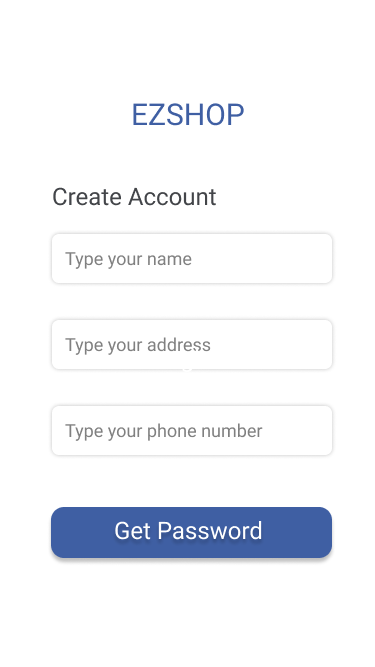 EZSHOP
Create Account
Type your name
Type your address
Type your phone number
Get Password